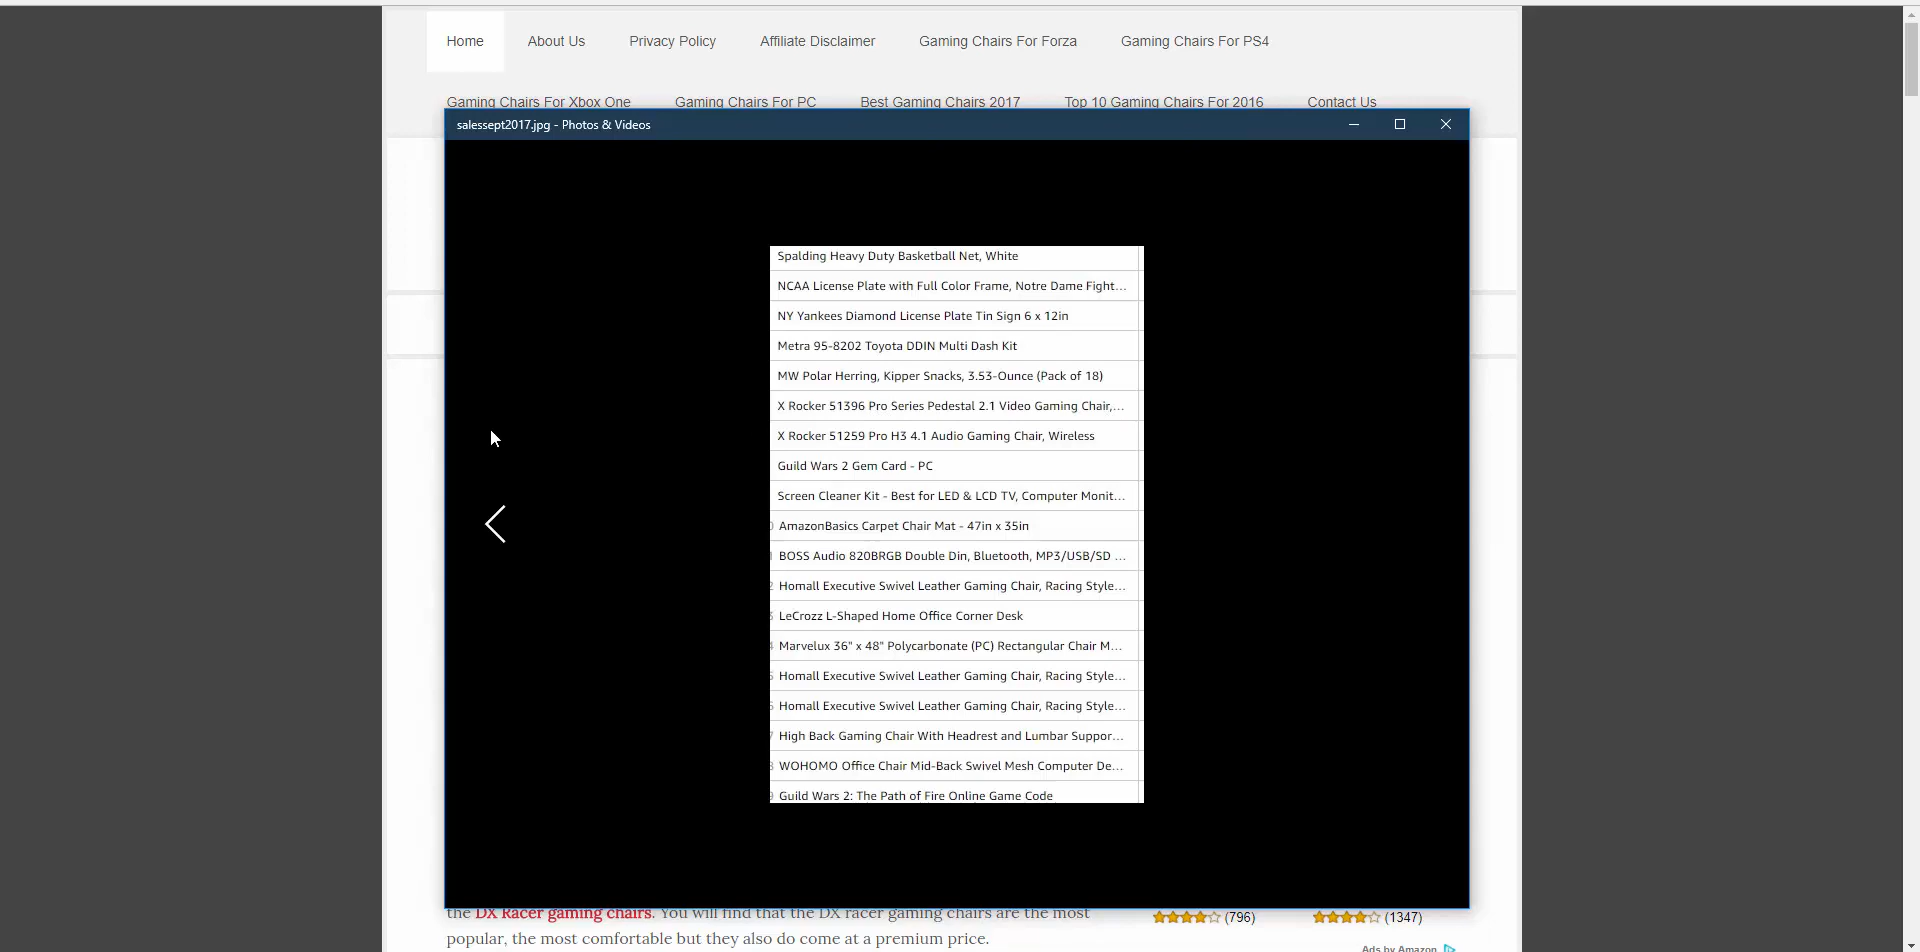 Home About Us Privacy Policy Affiliate Disclaimer Gaming Chairs For Forza Gaming Chairs For PS4
Gaming Chairs For Xbox One Gaming Chairs For PC Best Gaming Chairs 2017 Top 10 Gaming Chairs For 2016 Contact Us
salessept2017.jpg - Photos & Videos
Spalding Heavy Duty Basketball Net, White
NCAA License Plate with Full Color Frame, Notre Dame Fight...
NY Yankees Diamond License Plate Tin Sign 6 x 12in
Metra 95-8202 Toyota DDIN Multi Dash Kit
MW Polar Herring, Kipper Snacks, 3.53-Ounce (Pack of 18)
X Rocker 51396 Pro Series Pedestal 2.1 Video Gaming Chair,...
X Rocker 51259 Pro H3 4.1 Audio Gaming Chair, Wireless
Guild Wars 2 Gem Card - PC
Screen Cleaner Kit - Best for LED & LCD TV, Computer Monit...
AmazonBasics Carpet Chair Mat - 47in x 35in
BOSS Audio 820BRGB Double Din, Bluetooth, MP3/USB/SD ...
Homall Executive Swivel Leather Gaming Chair, Racing Style...
LeCrozz L-Shaped Home Office Corner Desk
Marvelux 36" x 48" Polycarbonate (PC) Rectangular Chair M...
Homall Executive Swivel Leather Gaming Chair, Racing Style...
Homall Executive Swivel Leather Gaming Chair, Racing Style...
High Back Gaming Chair With Headrest and Lumbar Suppor...
WOHOMO Office Chair Mid-Back Swivel Mesh Computer De...
Guild Wars 2: The Path of Fire Online Game Code
the DX Racer gaming chairs. You will find that the DX racer gaming chairs are the most
popular, the most comfortable but they also do come at a premium price.
(796) (1347)
Ads by Amazon